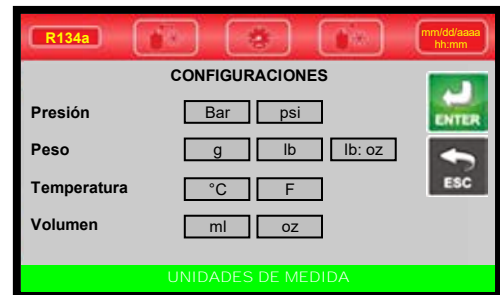 R134a
mm/dd/aaaa
hh:mm
CONFIGURACIONES
Presión Bar psi
ENTER
Peso g lb lb: oz
ESC
Temperatura °C F
Volumen ml oz
UNIDADES DE MEDIDA